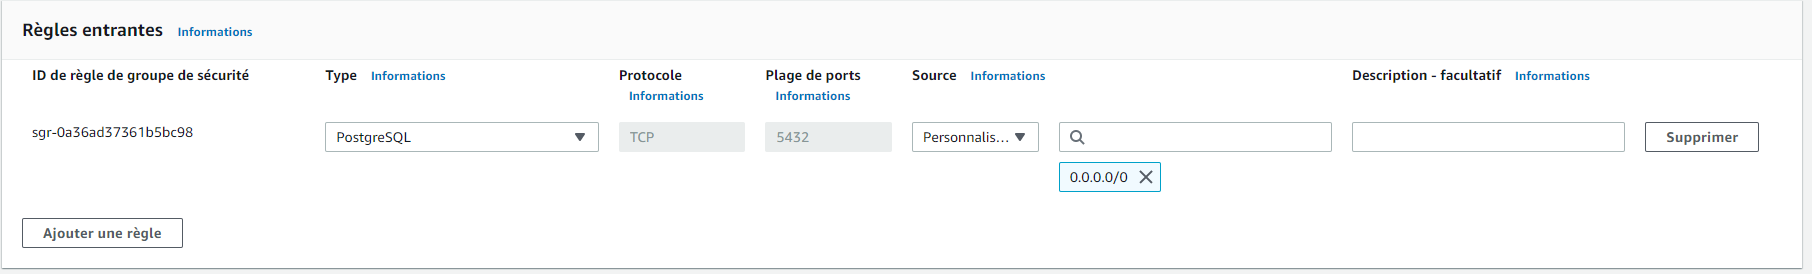 Règles entrantes Informations
ID de règle de groupe de sécurité Type Informations Protocole Plage de ports Source Informations Description - facultatif Informations
Informations Informations
sgr-0a36ad37361b5bc98 PostgreSQL TCP 5432 Personnalis... Supprimer
0.0.0.0/0
Ajouter une règle